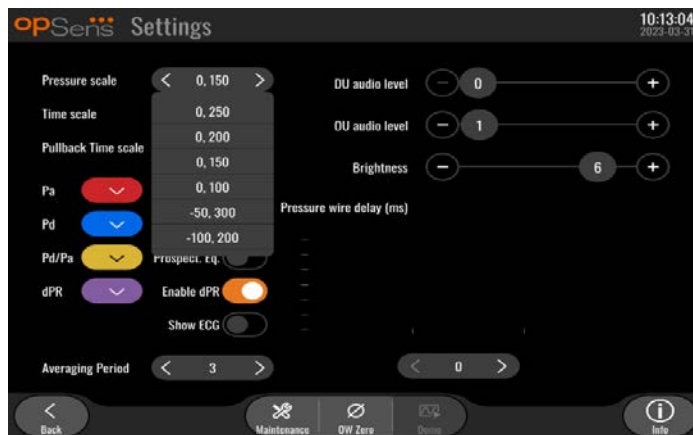 opSens Settings
10:13:04
2023-03-31
Pressure scale
0, 150
DU audio level
0
Time scale
0, 250
0, 200
OU audio level
1
Pullback Time scale
0, 150
Brightness
6
Pa
0, 100
-50, 300
Pressure wire delay (ms)
Pd
-100, 200
Pd/Pa
Prospect. Eq.
dPR
Enable dPR
Show ECG
Averaging Period
3
0
Back
Maintenance
OW Zero
Demo
Info